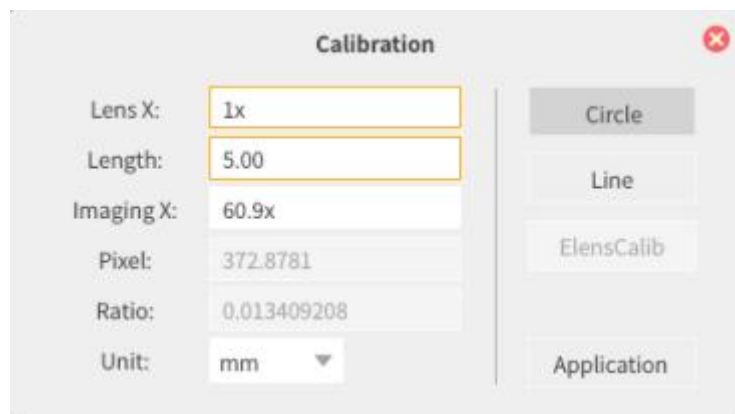 Calibration
Lens X: 1x
Length: 5.00
Imaging X: 60.9x
Pixel: 372.8781
Ratio: 0.013409208
Unit: mm
Circle
Line
ElensCalib
Application